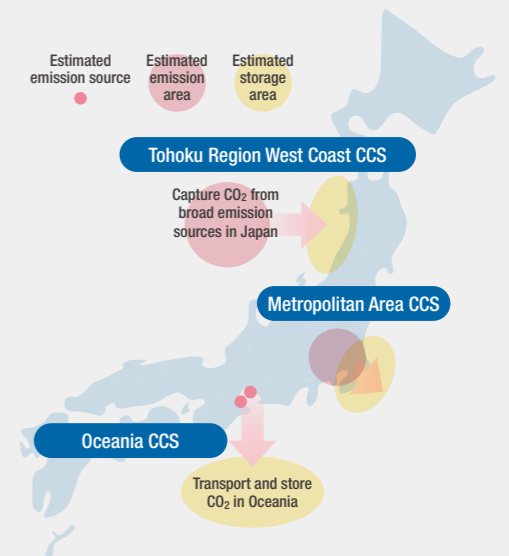 Estimated
emission source
Estimated
emission
area
Estimated
storage
area
Tohoku Region West Coast CCS
Capture CO₂ from
broad emission
sources in Japan
Metropolitan Area CCS
Oceania CCS
Transport and store
CO₂ in Oceania